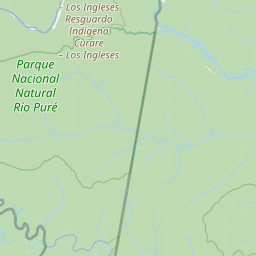 – Los Ingleses
Resguardo
Indígena
Curare
– Los Ingleses
Parque
Nacional
Natural
Río Puré